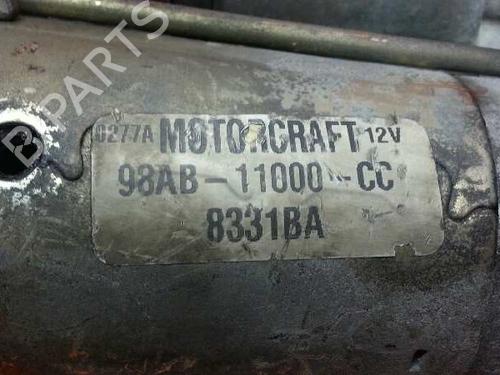 B PARTS
0277A MOTORCRAFT 12V
98AB-11000-CC
8331BA